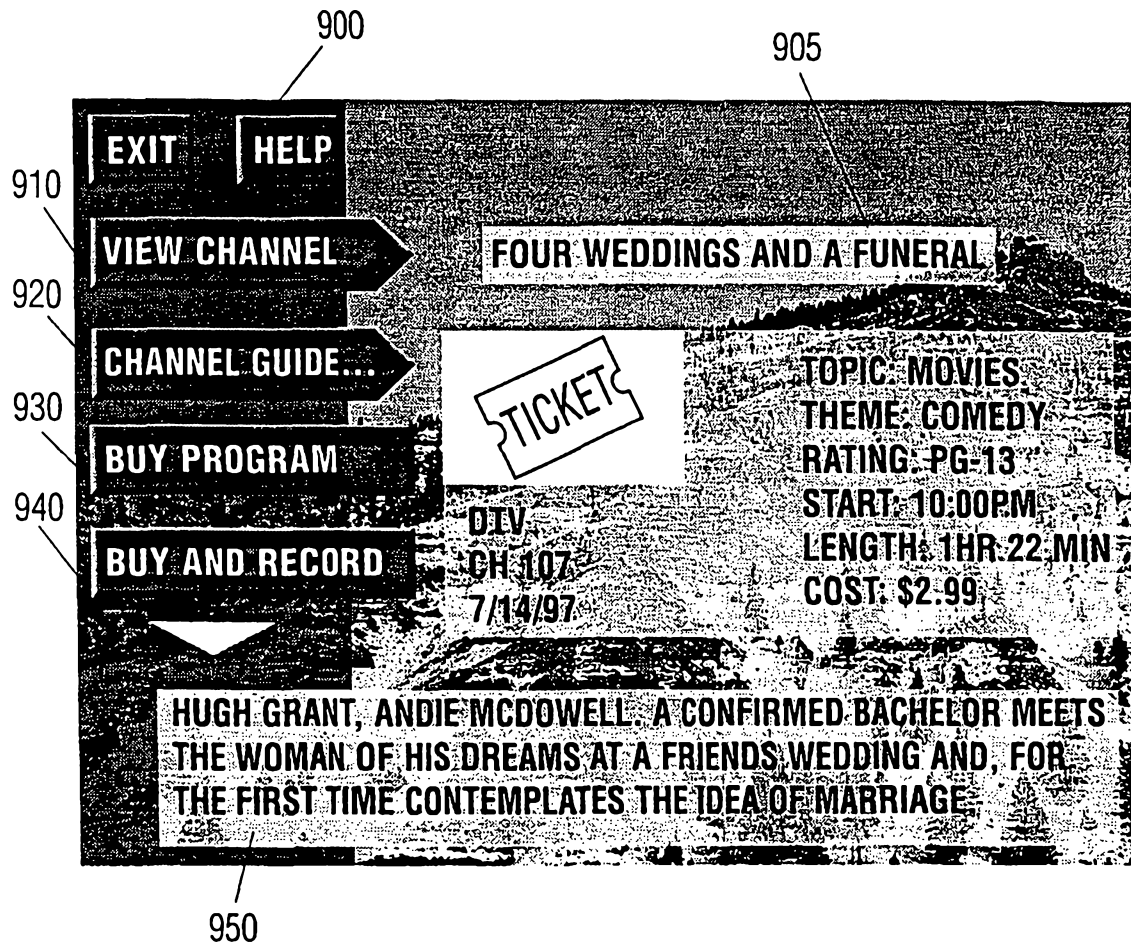 900
905
EXIT HELP
910
VIEW CHANNEL
FOUR WEDDINGS AND A FUNERAL
920
CHANNEL GUIDE...
930
BUY PROGRAM
940
BUY AND RECORD
TICKET
DIV
CH 107
7/14/97
TOPIC: MOVIES
THEME: COMEDY
RATING: PG-13
START: 10:00PM
LENGTH: 1HR 22 MIN
COST: $2.99
HUGH GRANT, ANDIE MCDOWELL. A CONFIRMED BACHELOR MEETS
THE WOMAN OF HIS DREAMS AT A FRIENDS WEDDING AND, FOR
THE FIRST TIME CONTEMPLATES THE IDEA OF MARRIAGE.
950